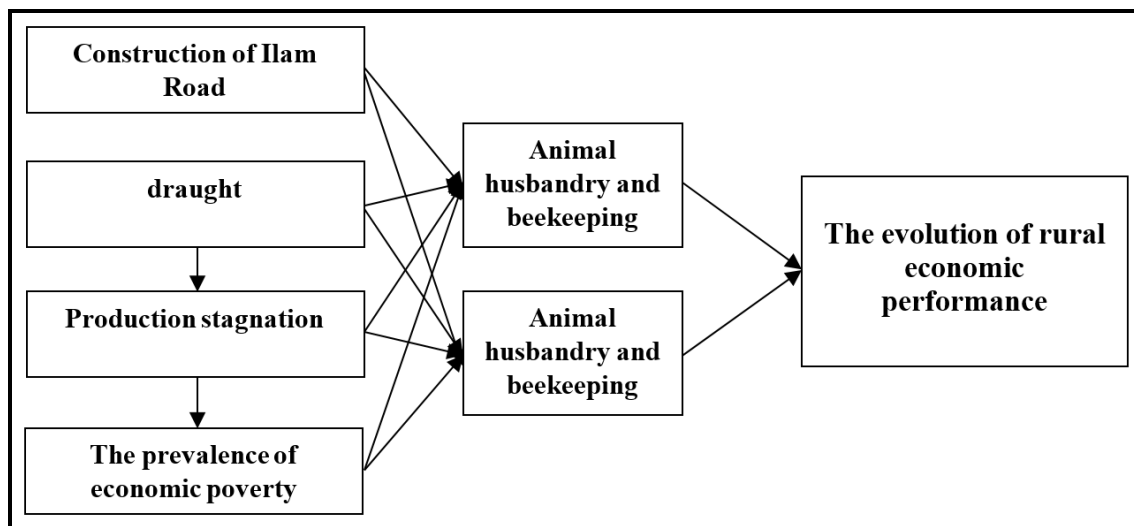 Construction of Ilam
Road
draught
Production stagnation
The prevalence of
economic poverty
Animal
husbandry and
beekeeping
Animal
husbandry and
beekeeping
The evolution of rural
economic
performance